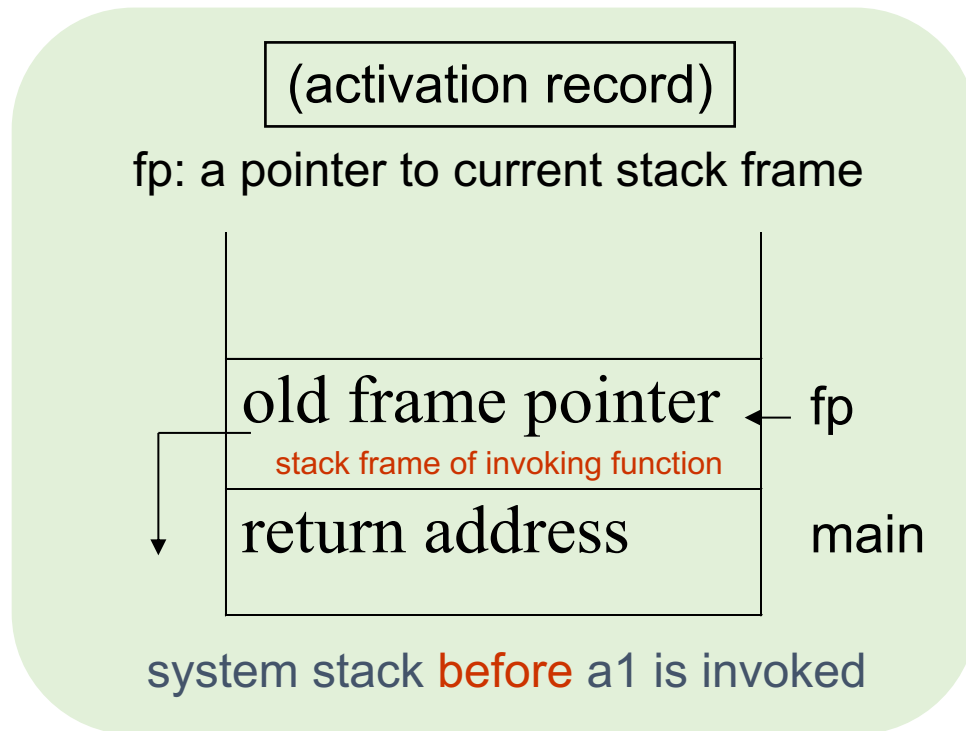 (activation record)
fp: a pointer to current stack frame
old frame pointer
fp
stack frame of invoking function
return address
main
system stack before a1 is invoked